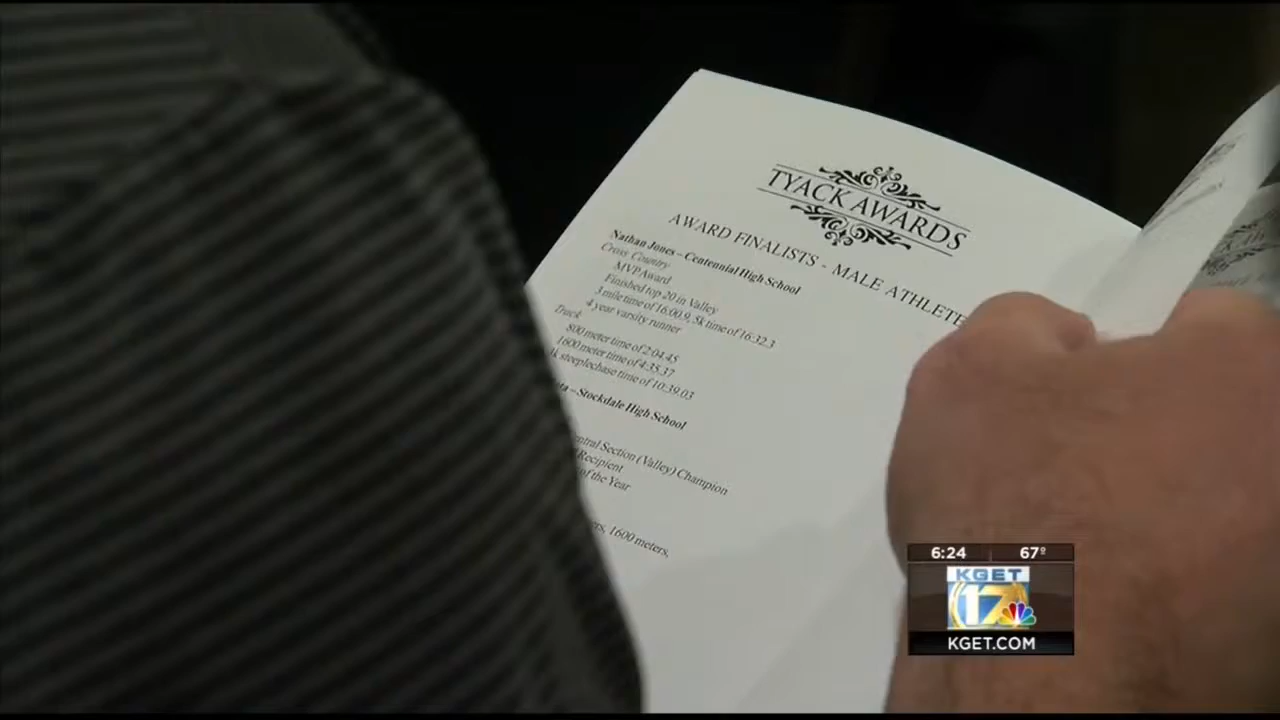 TYACK AWARDS
AWARD FINALISTS - MALE ATHLETE
Nathan Jones – Centennial High School
Cross Country
MVP Award
Finished top 20 in Valley
3 mile time of 16:00.9, 5k time of 16:32.3
4 year varsity runner
Track
800 meter time of 2:04.45
1600 meter time of 4:35.37
steeplechase time of 10:39.03
– Stockdale High School
Section (Valley) Champion
Recipient
of the Year
1600 meters,
6:24 67º
KGET
17
KGET.COM